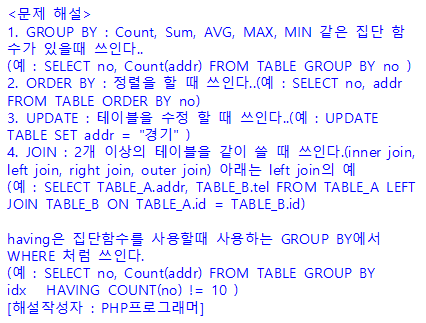 <문제 해설>
1. GROUP BY : Count, Sum, AVG, MAX, MIN 같은 집단 함
수가 있을때 쓰인다..
(예 : SELECT no, Count(addr) FROM TABLE GROUP BY no )
2. ORDER BY : 정렬을 할 때 쓰인다..(예 : SELECT no, addr
FROM TABLE ORDER BY no)
3. UPDATE : 테이블을 수정 할 때 쓰인다..(예 : UPDATE
TABLE SET addr = "경기" )
4. JOIN : 2개 이상의 테이블을 같이 쓸 때 쓰인다.(inner join,
left join, right join, outer join) 아래는 left join의 예
(예 : SELECT TABLE_A.addr, TABLE_B.tel FROM TABLE_A LEFT
JOIN TABLE_B ON TABLE_A.id = TABLE_B.id)

having은 집단함수를 사용할때 사용하는 GROUP BY에서
WHERE 처럼 쓰인다.
(예 : SELECT no, Count(addr) FROM TABLE GROUP BY
idx   HAVING COUNT(no) != 10 )
[해설작성자 : PHP프로그래머]